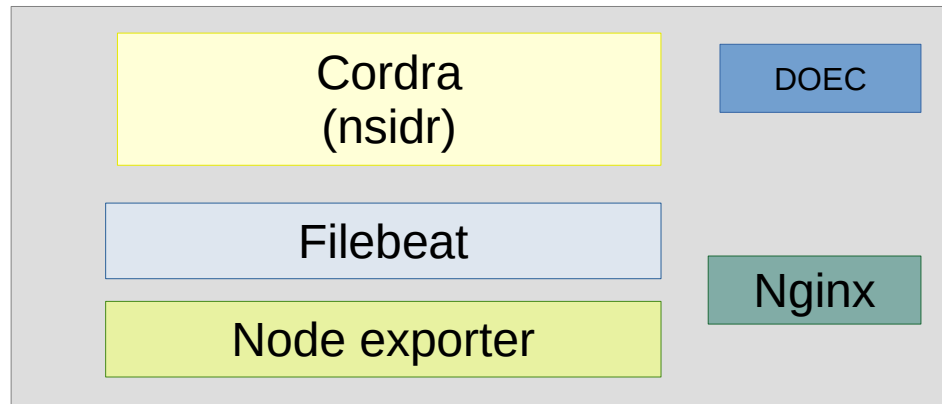 Cordra
(nsidr)
DOEC
Filebeat
Nginx
Node exporter